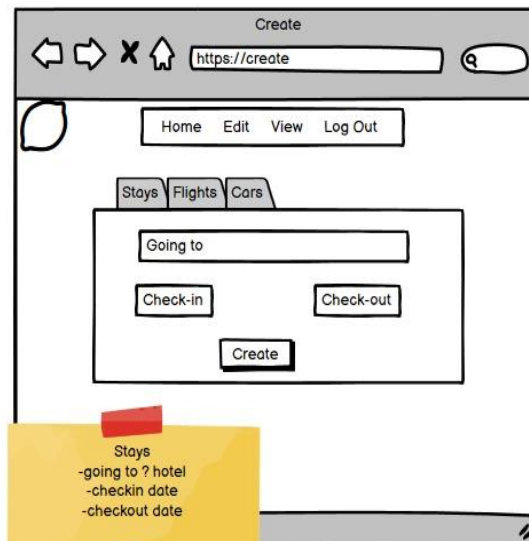 Create
https://create
Home Edit View Log Out
Stays Flights Cars
Going to
Check-in Check-out
Create
Stays
-going to ? hotel
-checkin date
-checkout date